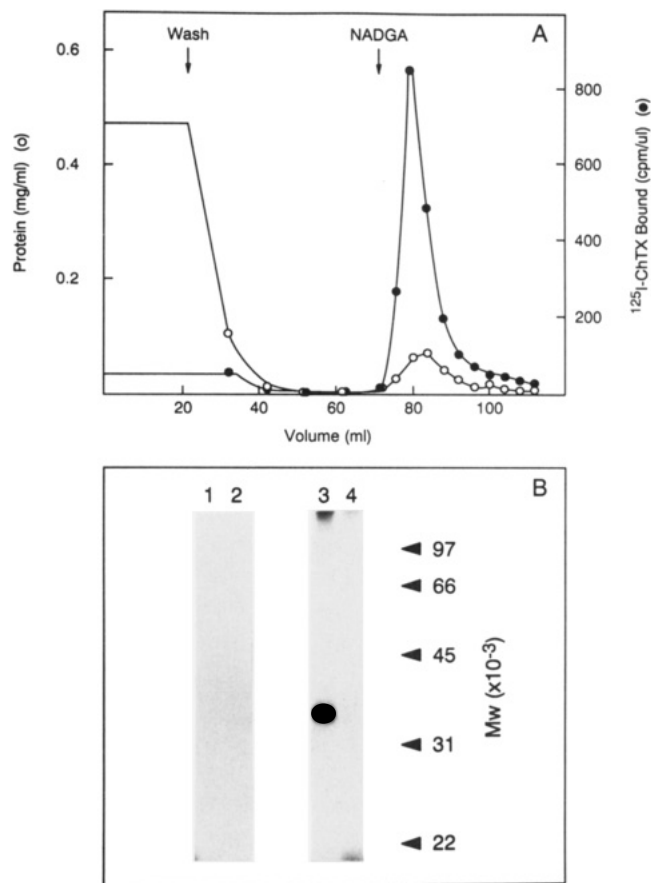 A
Wash
NADGA
0.6
0.4
0.2
800
600
400
200
Protein (mg/ml) (o)
¹²⁵I-ChTX Bound (cpm/ul) (●)
0 20 40 60 80 100
Volume (ml)
B
1 2 3 4
97
66
45
31
22
Mw (x10⁻³)